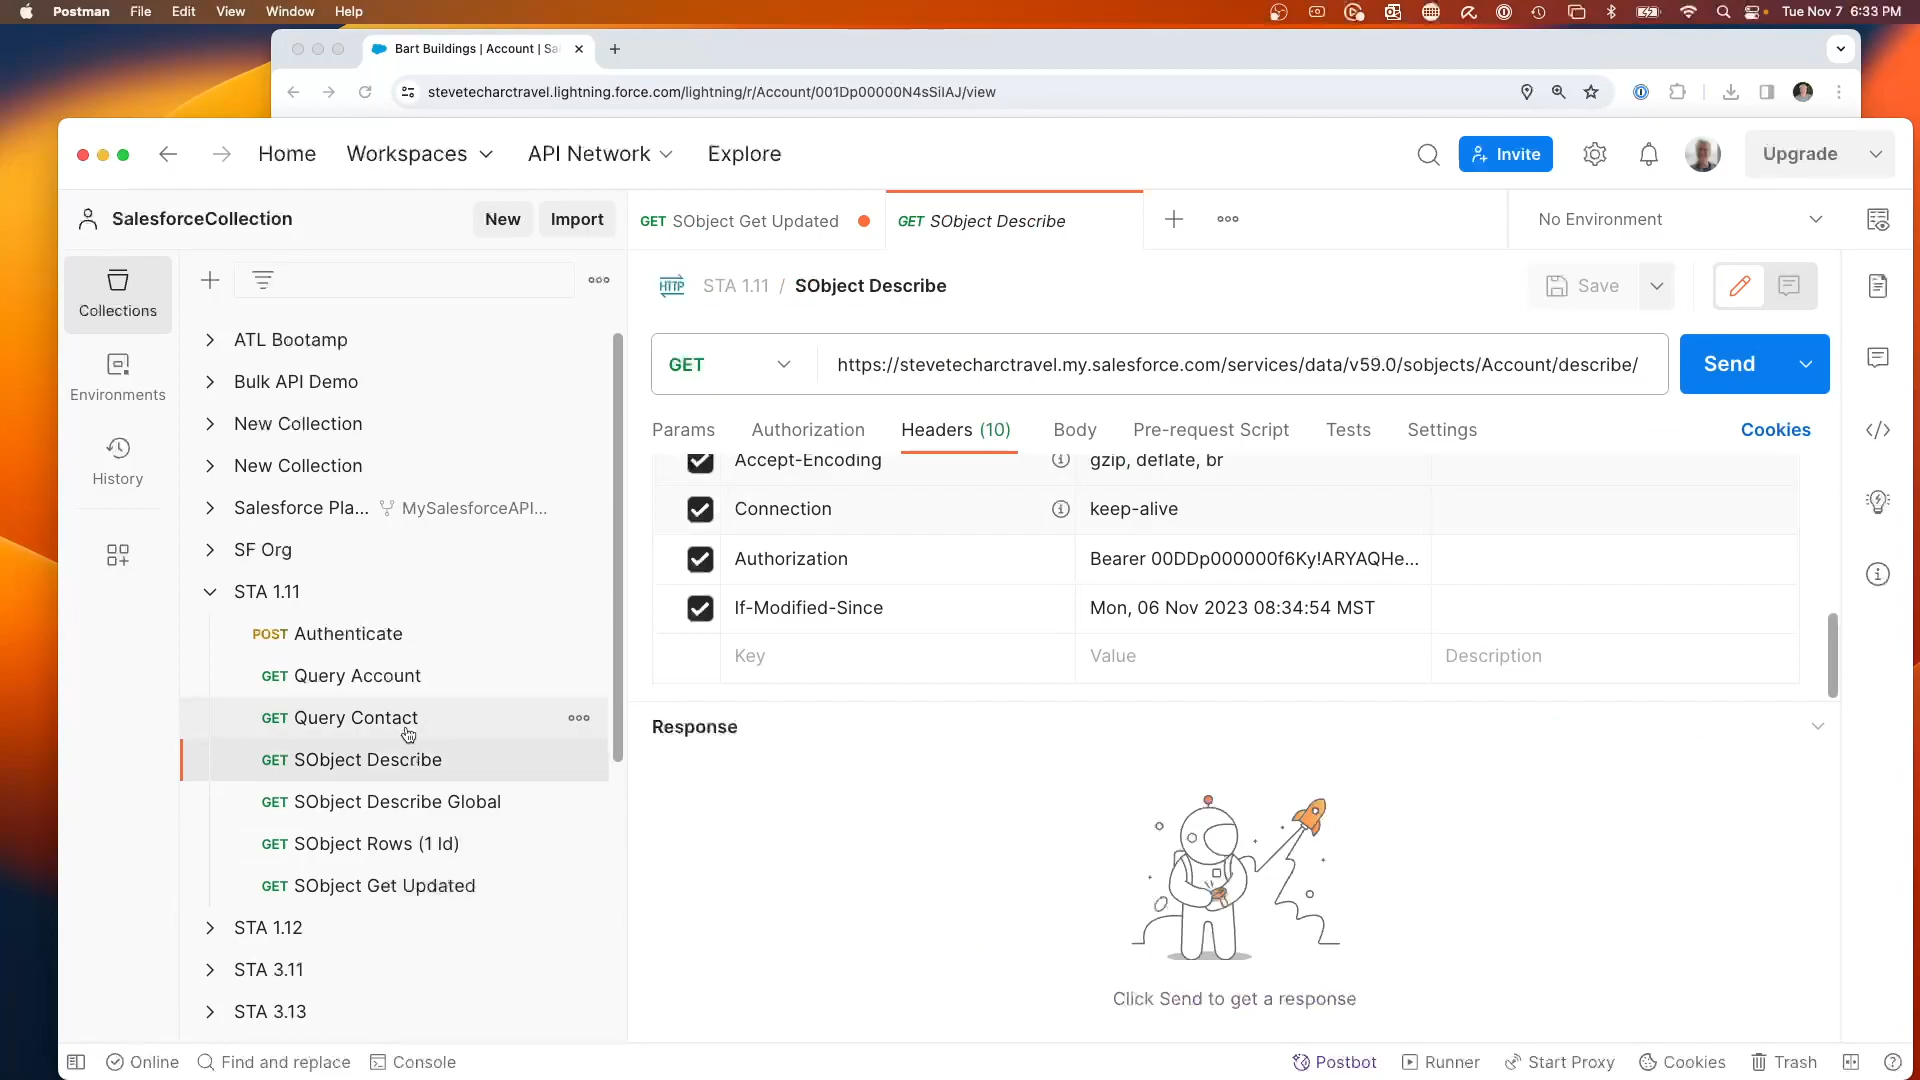 Postman File Edit View Window Help Tue Nov 7 6:33 PM
Bart Buildings | Account | Sa
stevetecharctravel.lightning.force.com/lightning/r/Account/001Dp00000N4sSiIAJ/view
Home Workspaces API Network Explore Invite Upgrade
SalesforceCollection New Import GET SObject Get Updated GET SObject Describe No Environment
Collections
Environments
History
ATL Bootamp
Bulk API Demo
New Collection
New Collection
Salesforce Pla... MySalesforceAPI...
SF Org
STA 1.11
POST Authenticate
GET Query Account
GET Query Contact
GET SObject Describe
GET SObject Describe Global
GET SObject Rows (1 Id)
GET SObject Get Updated
STA 1.12
STA 3.11
STA 3.13
HTTP STA 1.11 / SObject Describe Save
GET https://stevetecharctravel.my.salesforce.com/services/data/v59.0/sobjects/Account/describe/ Send
Params Authorization Headers (10) Body Pre-request Script Tests Settings Cookies
Accept-Encoding gzip, deflate, br
Connection keep-alive
Authorization Bearer 00DDp000000f6Ky!ARYAQHe...
If-Modified-Since Mon, 06 Nov 2023 08:34:54 MST
Key Value Description
Response
Click Send to get a response
Online Find and replace Console Postbot Runner Start Proxy Cookies Trash